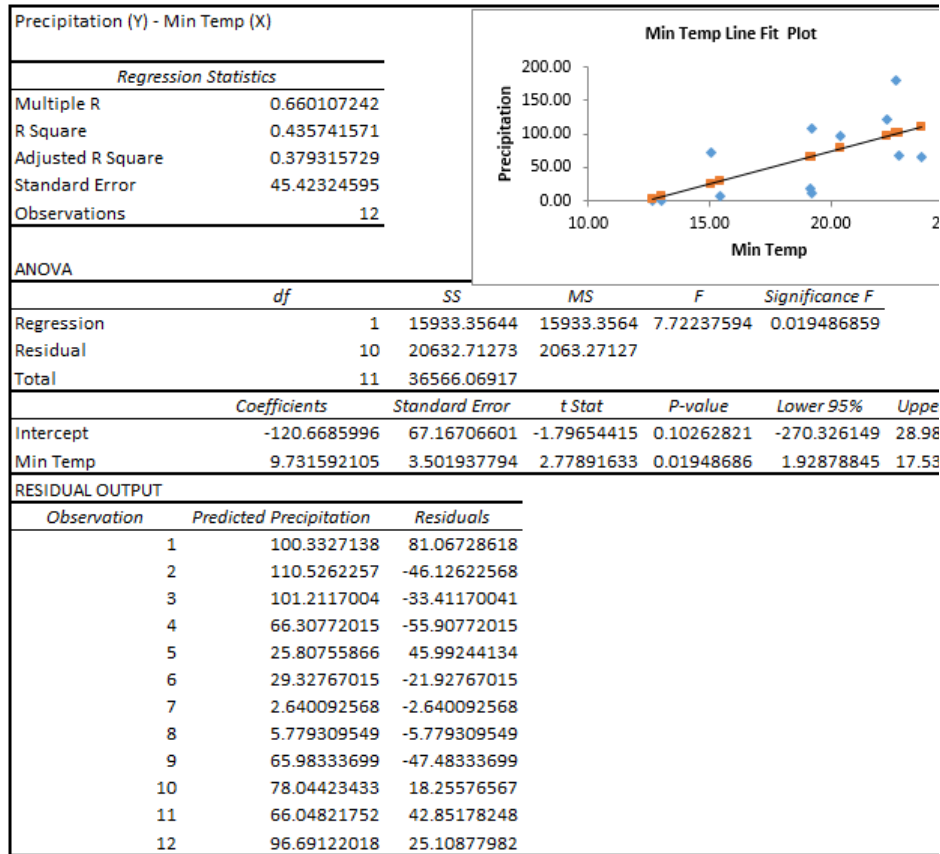 Precipitation (Y) - Min Temp (X)
Regression Statistics
Multiple R 0.660107242
R Square 0.435741571
Adjusted R Square 0.379315729
Standard Error 45.42324595
Observations 12
Min Temp Line Fit Plot
Precipitation
200.00
150.00
100.00
50.00
0.00
10.00 15.00 20.00 2
Min Temp
ANOVA
df SS MS F Significance F
Regression 1 15933.35644 15933.3564 7.72237594 0.019486859
Residual 10 20632.71273 2063.27127
Total 11 36566.06917
Coefficients Standard Error t Stat P-value Lower 95% Uppe
Intercept -120.6685996 67.16706601 -1.79654415 0.10262821 -270.326149 28.98
Min Temp 9.731592105 3.501937794 2.77891633 0.01948686 1.92878845 17.53
RESIDUAL OUTPUT
Observation Predicted Precipitation Residuals
1 100.3327138 81.06728618
2 110.5262257 -46.12622568
3 101.2117004 -33.41170041
4 66.30772015 -55.90772015
5 25.80755866 45.99244134
6 29.32767015 -21.92767015
7 2.640092568 -2.640092568
8 5.779309549 -5.779309549
9 65.98333699 -47.48333699
10 78.04423433 18.25576567
11 66.04821752 42.85178248
12 96.69122018 25.10877982